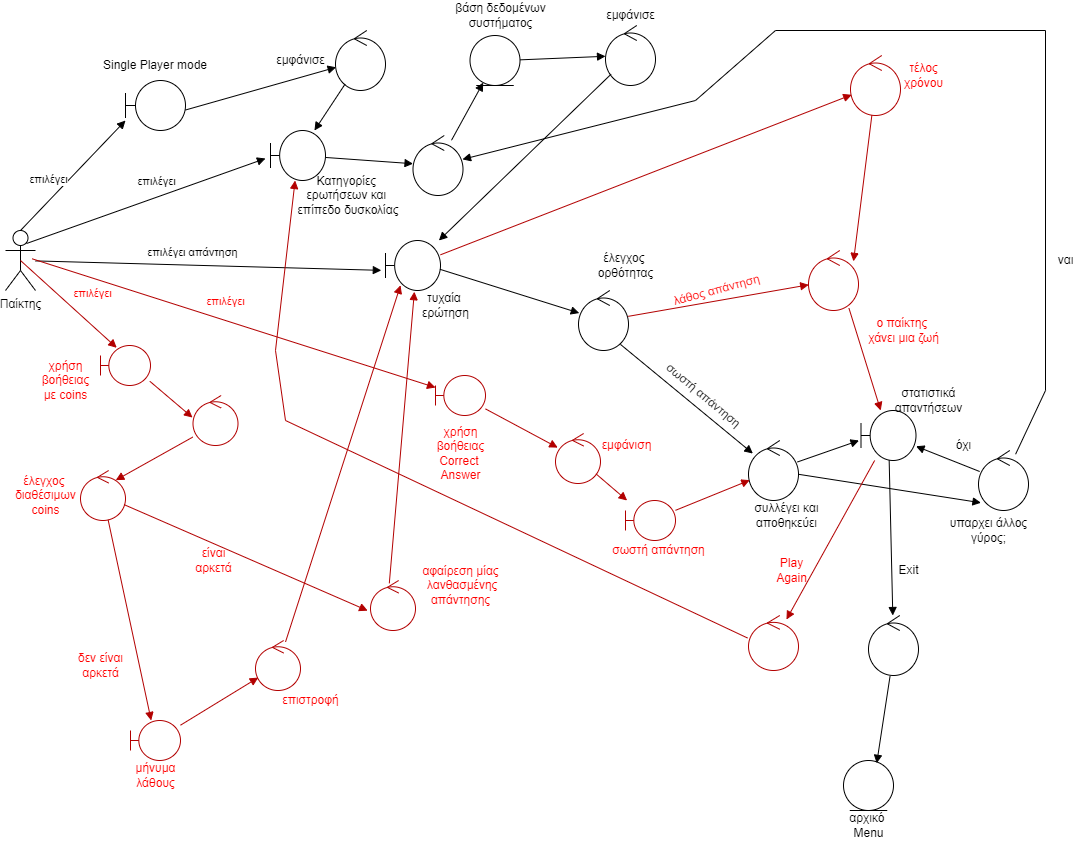 βάση δεδομένων
συστήματος
εμφάνισε
Single Player mode
εμφάνισε
τέλος
χρόνου
επιλέγει
επιλέγει
Κατηγορίες
ερωτήσεων και
επίπεδο δυσκολίας
επιλέγει απάντηση
έλεγχος
ορθότητας
ναι
Παίκτης
επιλέγει
επιλέγει
τυχαία
ερώτηση
λάθος απάντηση
ο παίκτης
χάνει μια ζωή
χρήση
βοήθειας
με coins
σωστή απάντηση
στατιστικά
απαντήσεων
χρήση
βοήθειας
Correct
Answer
εμφάνιση
όχι
έλεγχος
διαθέσιμων
coins
συλλέγει και
αποθηκεύει
υπαρχει άλλος
γύρος;
σωστή απάντηση
είναι
αρκετά
αφαίρεση μίας
λανθασμένης
απάντησης
Play
Again
Exit
δεν είναι
αρκετά
επιστροφή
μήνυμα
λάθους
αρχικό
Menu